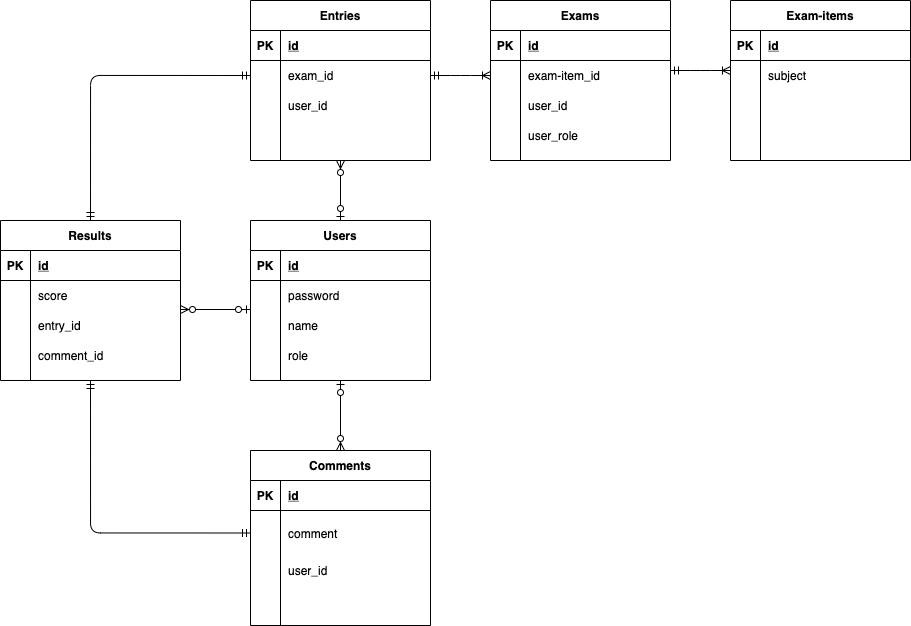 Entries
PK id
exam_id
user_id
Exams
PK id
exam-item_id
user_id
user_role
Exam-items
PK id
subject
Results
PK id
score
entry_id
comment_id
Users
PK id
password
name
role
Comments
PK id
comment
user_id